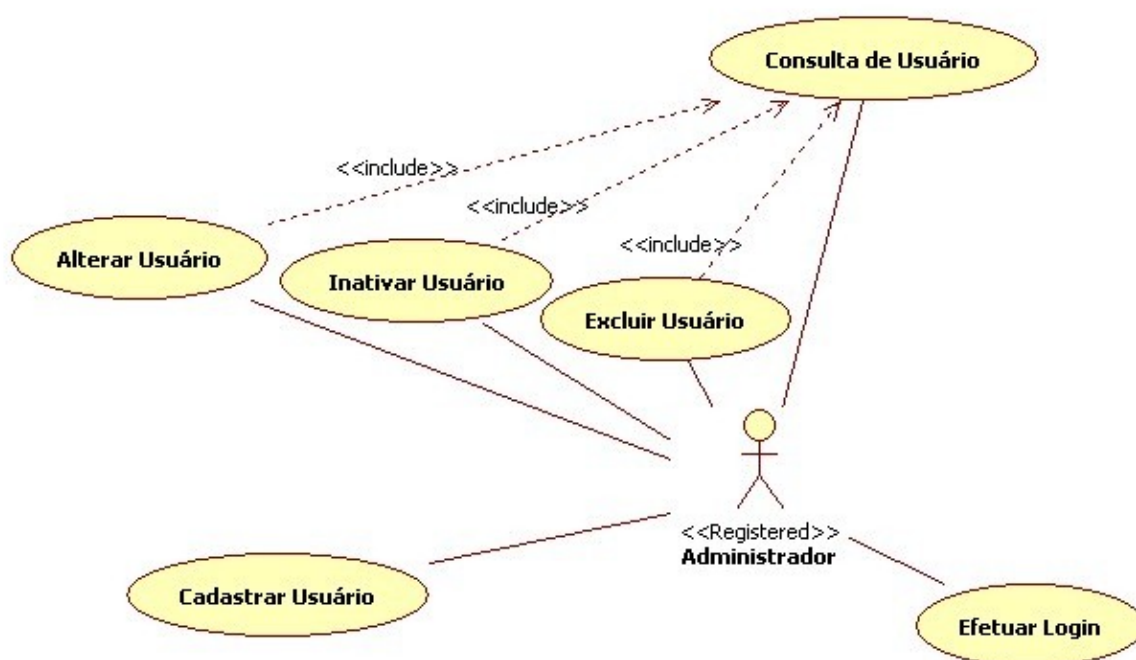 Consulta de Usuário
<<include>>
<<include>>
<<include>>
Alterar Usuário
Inativar Usuário
Excluir Usuário
<<Registered>>
Administrador
Cadastrar Usuário
Efetuar Login